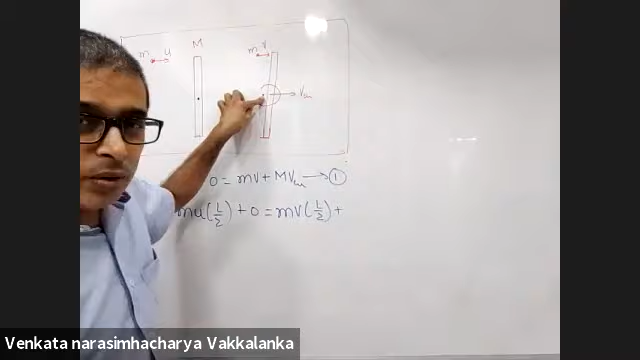 m u M m v
V_cm
0 = mv + MV_cm → ①
mu(L/2) + 0 = mv(L/2) +
Venkata narasimhacharya Vakkalanka